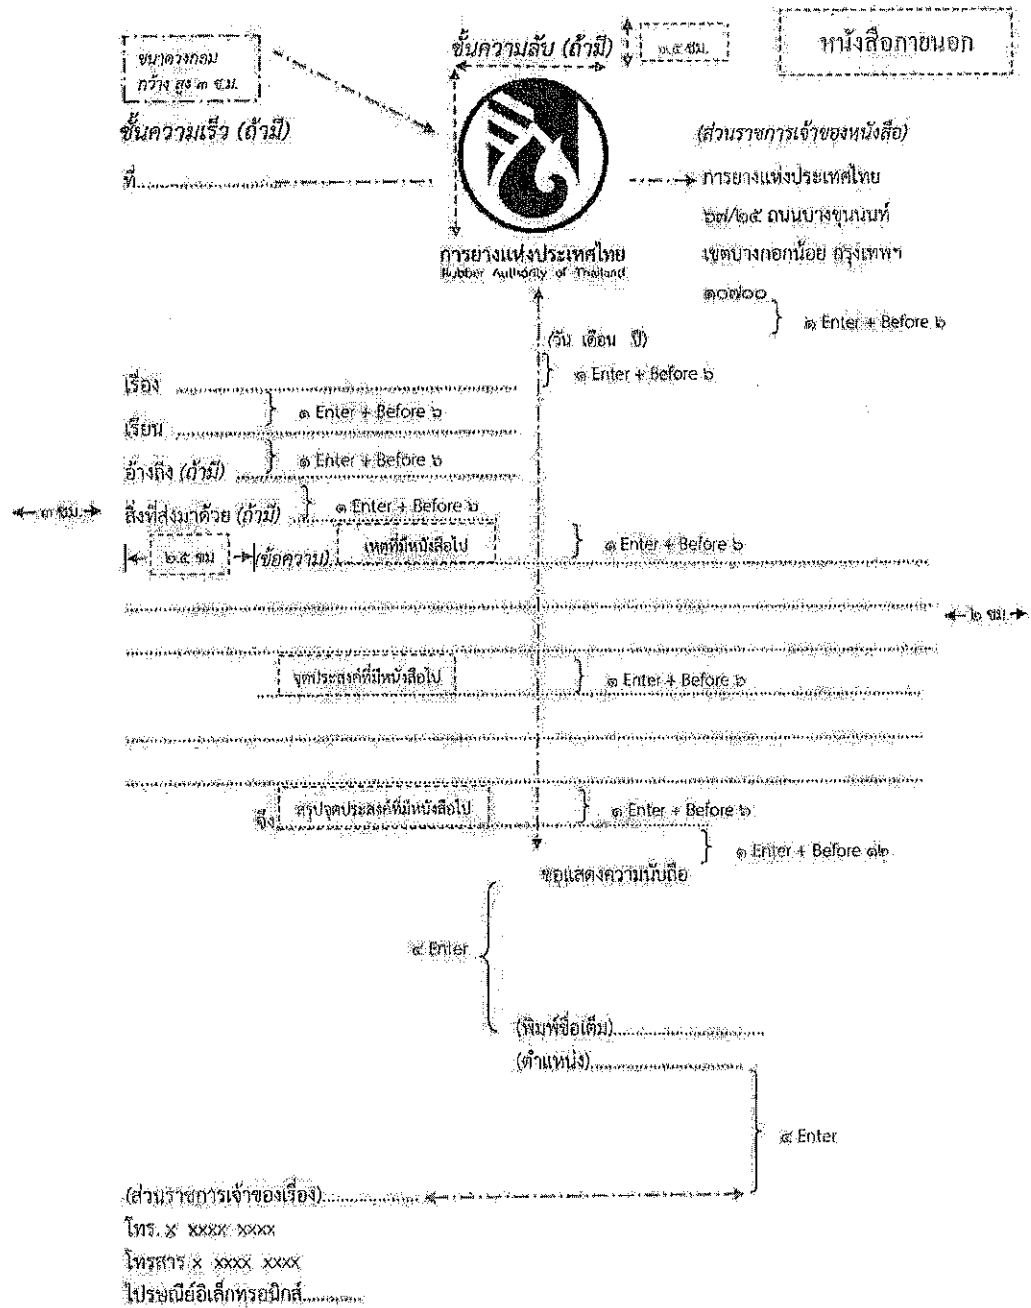 ขนาดวงกลม
กว้าง สูง ๓ ซ.ม.
ชั้นความลับ (ถ้ามี)
๑.๕ ซม.
หนังสือภายนอก
ชั้นความเร็ว (ถ้ามี)
(ส่วนราชการเจ้าของหนังสือ)
ที่
การยางแห่งประเทศไทย
๖๗/๒๕ ถนนบางขุนนนท์
การยางแห่งประเทศไทย
Rubber Authority of Thailand
เขตบางกอกน้อย กรุงเทพฯ
๑๐๗๐๐
๑ Enter + Before ๖
(วัน เดือน ปี)
๑ Enter + Before ๖
เรื่อง
๑ Enter + Before ๖
เรียน
๑ Enter + Before ๖
อ้างถึง (ถ้ามี)
๑ Enter + Before ๖
๓ ซม.
สิ่งที่ส่งมาด้วย (ถ้ามี)
๒.๕ ซม
(ข้อความ)
เหตุที่มีหนังสือไป
๑ Enter + Before ๖
๒ ซม.
จุดประสงค์ที่มีหนังสือไป
๑ Enter + Before ๖
จึง
สรุปจุดประสงค์ที่มีหนังสือไป
๑ Enter + Before ๖
๑ Enter + Before ๑๒
ขอแสดงความนับถือ
๔ Enter
(พิมพ์ชื่อเต็ม)
(ตำแหน่ง)
๔ Enter
(ส่วนราชการเจ้าของเรื่อง)
โทร. x xxxx xxxx
โทรสาร x xxxx xxxx
ไปรษณีย์อิเล็กทรอนิกส์